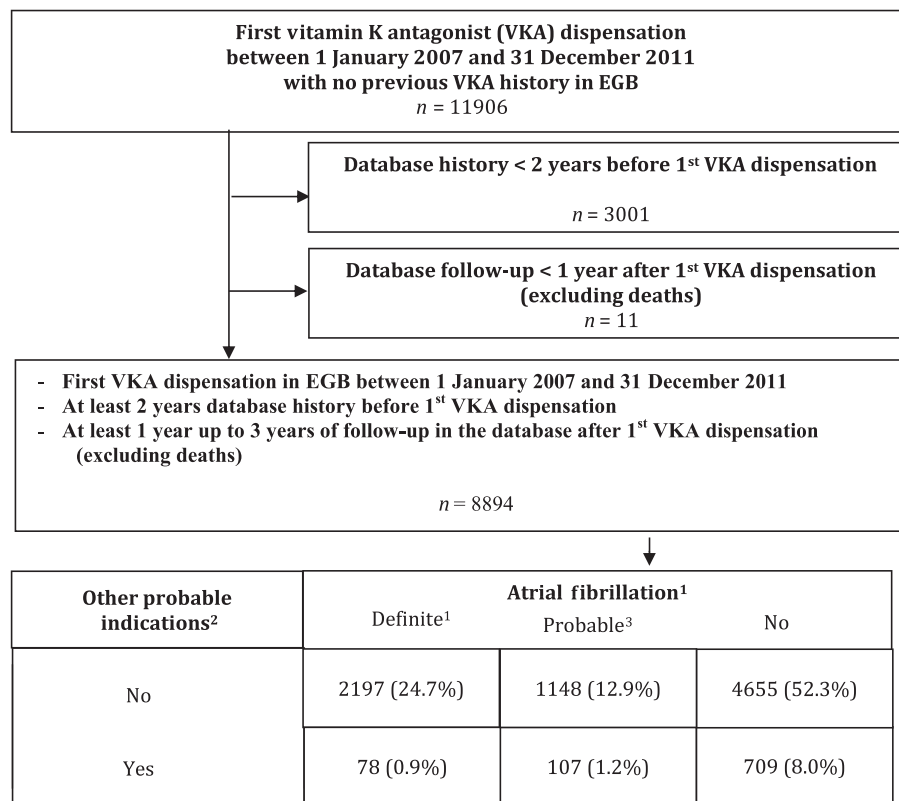 First vitamin K antagonist (VKA) dispensation
between 1 January 2007 and 31 December 2011
with no previous VKA history in EGB
n = 11906
Database history < 2 years before 1st VKA dispensation
n = 3001
Database follow-up < 1 year after 1st VKA dispensation
(excluding deaths)
n = 11
- First VKA dispensation in EGB between 1 January 2007 and 31 December 2011
- At least 2 years database history before 1st VKA dispensation
- At least 1 year up to 3 years of follow-up in the database after 1st VKA dispensation
(excluding deaths)
n = 8894
Other probable
indications2
Atrial fibrillation1
Definite1 Probable3 No
No 2197 (24.7%) 1148 (12.9%) 4655 (52.3%)
Yes 78 (0.9%) 107 (1.2%) 709 (8.0%)